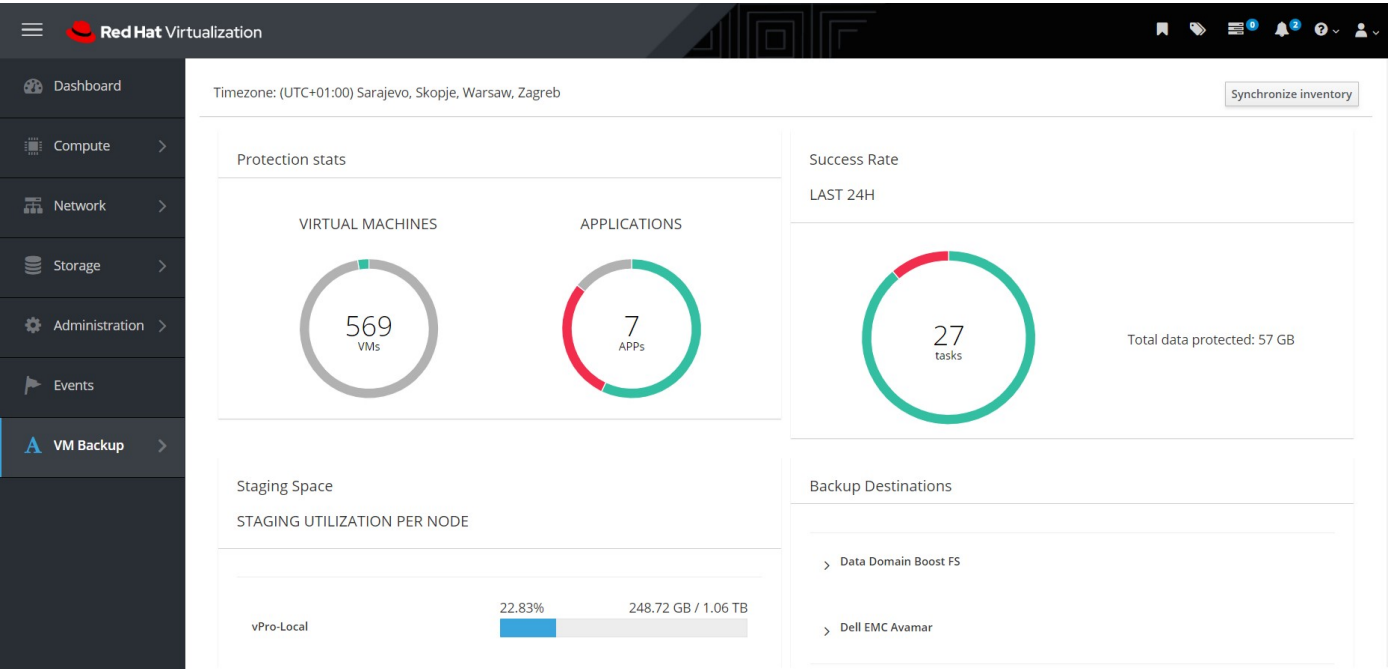 Red Hat Virtualization
0
2
Dashboard
Compute
Network
Storage
Administration
Events
VM Backup
Timezone: (UTC+01:00) Sarajevo, Skopje, Warsaw, Zagreb
Synchronize inventory
Protection stats
VIRTUAL MACHINES
569
VMs
APPLICATIONS
7
APPs
Success Rate
LAST 24H
27
tasks
Total data protected: 57 GB
Staging Space
STAGING UTILIZATION PER NODE
vPro-Local
22.83%
248.72 GB / 1.06 TB
Backup Destinations
Data Domain Boost FS
Dell EMC Avamar